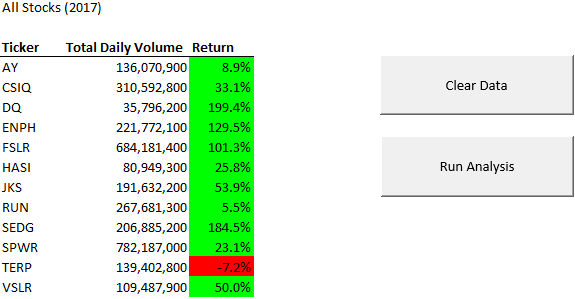 All Stocks (2017)
Ticker Total Daily Volume Return
AY 136,070,900 8.9%
CSIQ 310,592,800 33.1%
DQ 35,796,200 199.4%
ENPH 221,772,100 129.5%
FSLR 684,181,400 101.3%
HASI 80,949,300 25.8%
JKS 191,632,200 53.9%
RUN 267,681,300 5.5%
SEDG 206,885,200 184.5%
SPWR 782,187,000 23.1%
TERP 139,402,800 -7.2%
VSLR 109,487,900 50.0%
Clear Data
Run Analysis